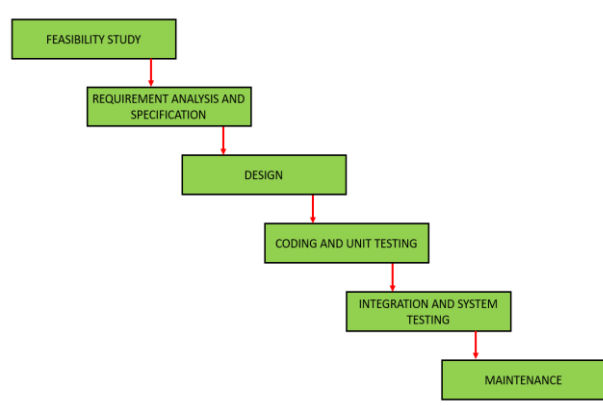 FEASIBILITY STUDY
REQUIREMENT ANALYSIS AND
SPECIFICATION
DESIGN
CODING AND UNIT TESTING
INTEGRATION AND SYSTEM
TESTING
MAINTENANCE